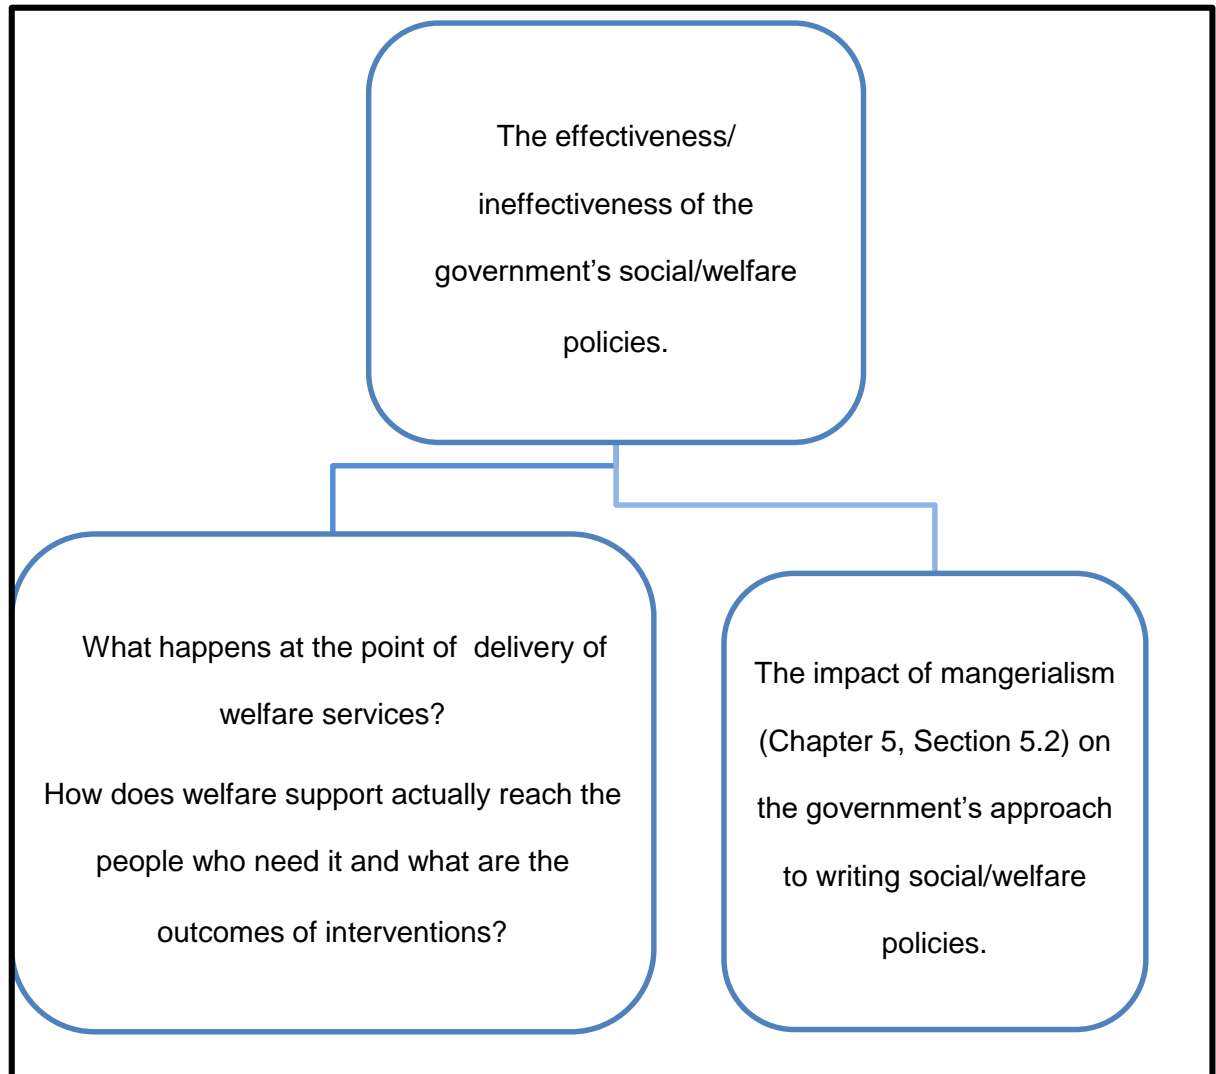 The effectiveness/
ineffectiveness of the
government’s social/welfare
policies.
What happens at the point of  delivery of
welfare services?
How does welfare support actually reach the
people who need it and what are the
outcomes of interventions?
The impact of mangerialism
(Chapter 5, Section 5.2) on
the government’s approach
to writing social/welfare
policies.